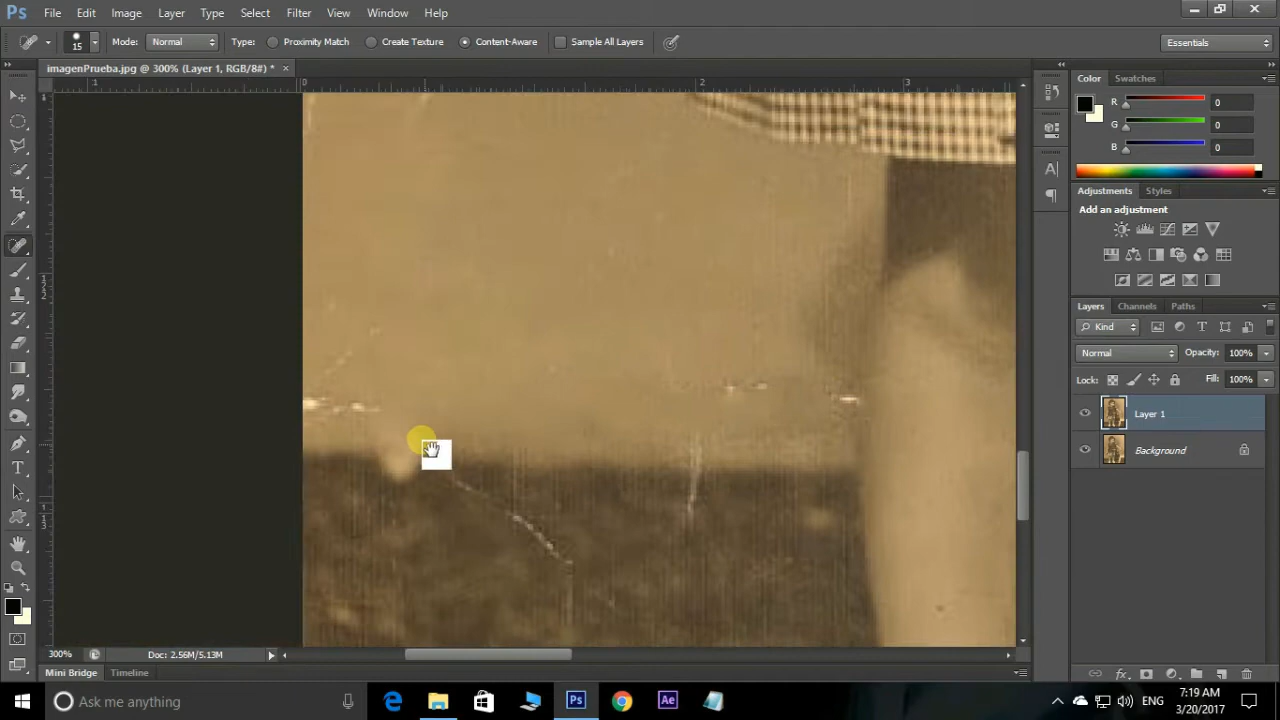 Ps File Edit Image Layer Type Select Filter 3D View Window Help
15 Mode: Normal Type: Proximity Match Create Texture Content-Aware Sample All Layers Essentials
imagenPrueba.jpg @ 300% (Layer 1, RGB/8#) * ×
Color Swatches
R 0
G 0
B 0
Adjustments Styles
Add an adjustment
Layers Channels Paths
Kind
Normal Opacity: 100%
Lock: Fill: 100%
Layer 1
Background
300% Doc: 2.56M/5.13M
Mini Bridge Timeline
Ask me anything
Ps Ae ENG 7:19 AM
3/20/2017